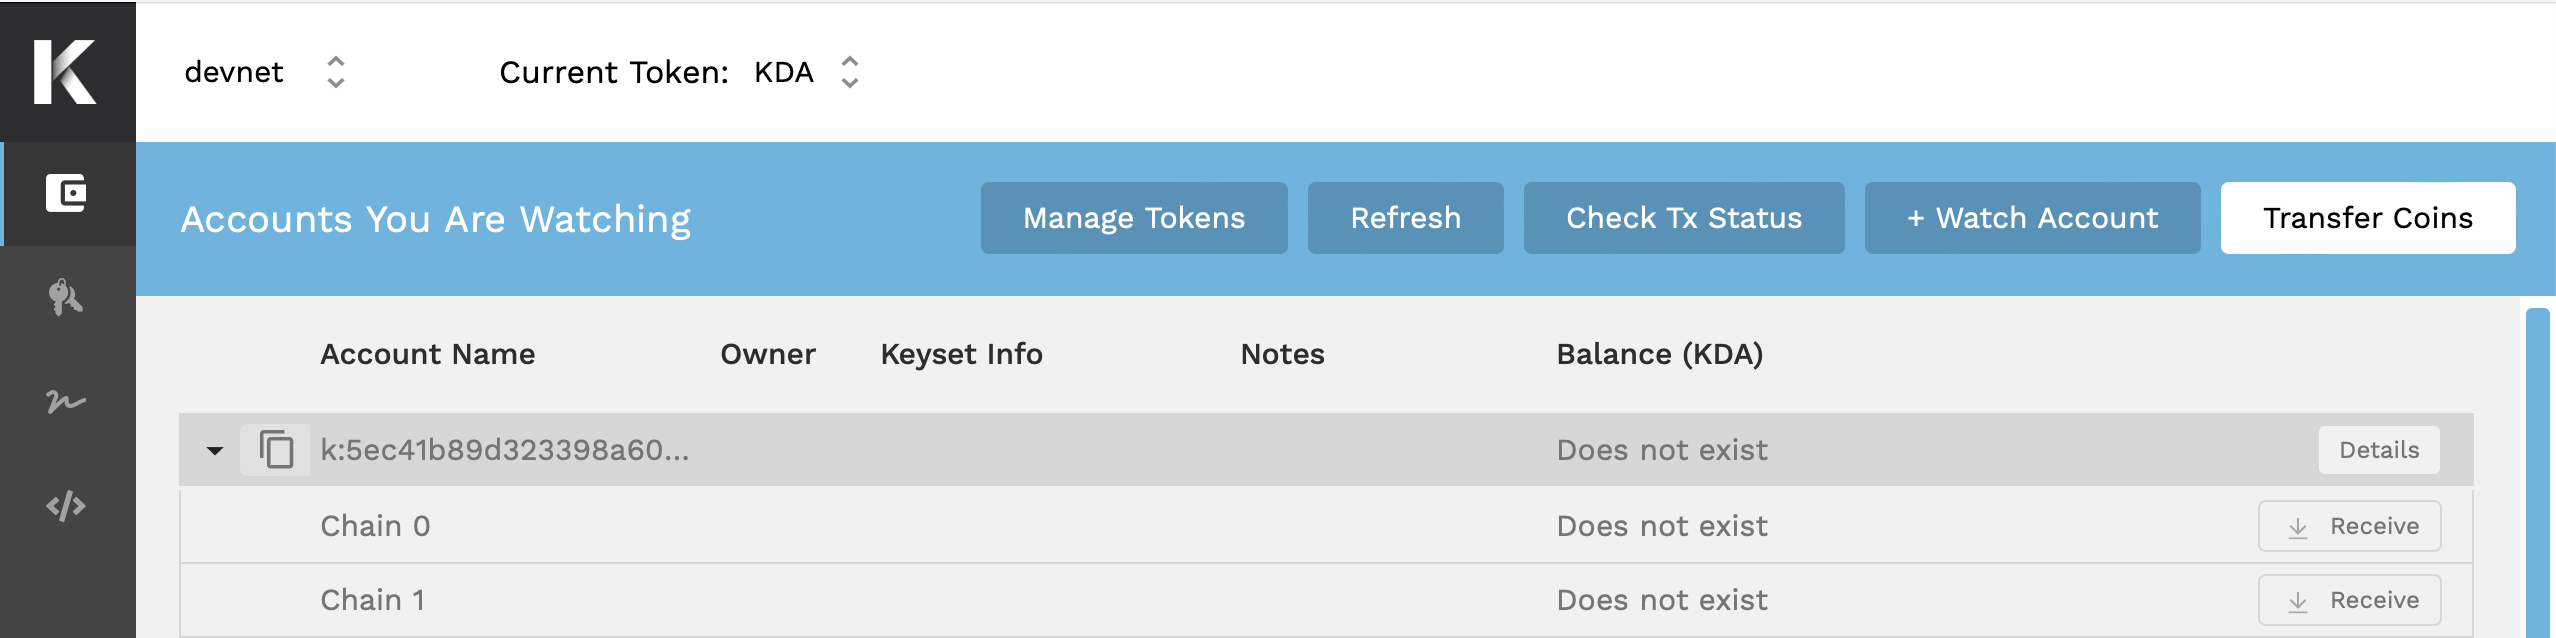 devnet Current Token: KDA
Accounts You Are Watching Manage Tokens Refresh Check Tx Status + Watch Account Transfer Coins
Account Name Owner Keyset Info Notes Balance (KDA)
k:5ec41b89d323398a60... Does not exist Details
Chain 0 Does not exist Receive
Chain 1 Does not exist Receive